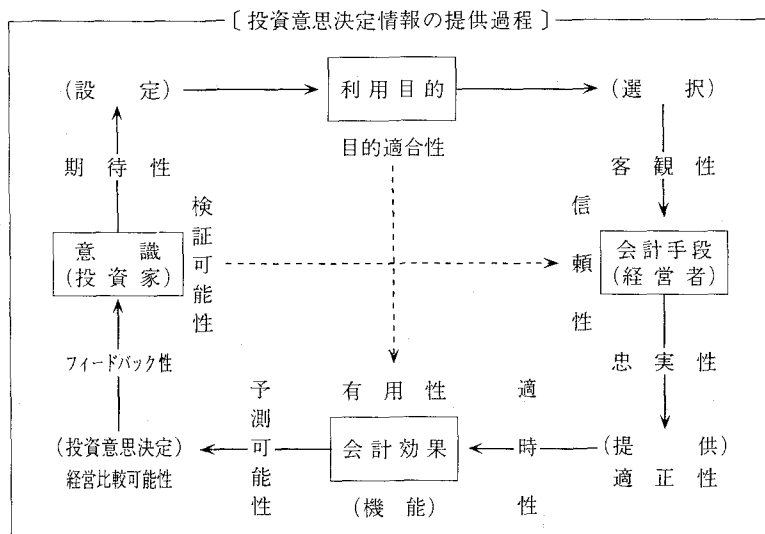 〔投資意思決定情報の提供過程〕
(設定)
利用目的
(選択)
目的適合性
期待性
客観性
検証可能性
信頼性
意識
(投資家)
会計手段
(経営者)
フィードバック性
忠実性
予測可能性
有用性
適時性
(投資意思決定)
経営比較可能性
会計効果
(提供)
適正性
(機能)